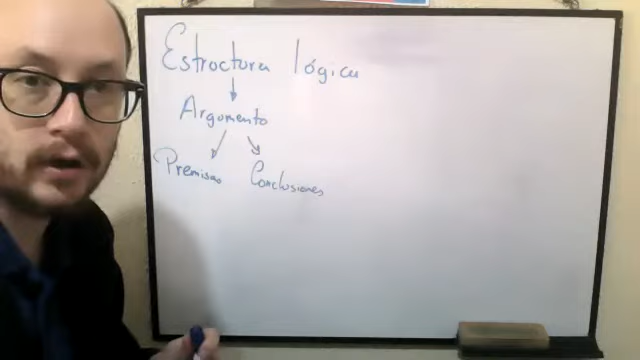 Estructura lógica
Argumento
Premisas Conclusiones